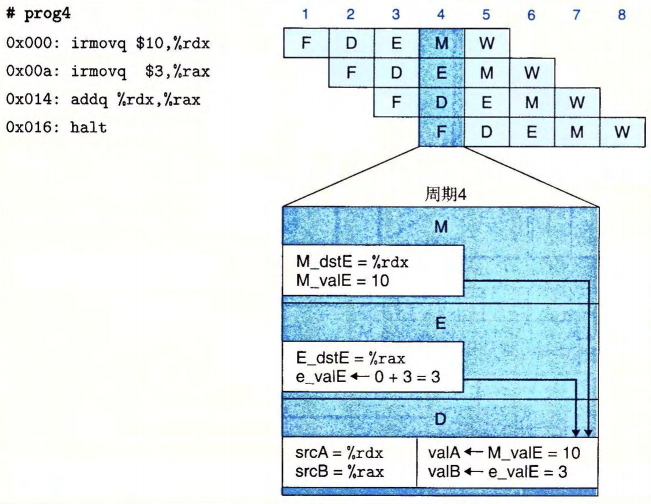 # prog4 1 2 3 4 5 6 7 8
0x000: irmovq $10,%rdx F D E M W
0x00a: irmovq $3,%rax F D E M W
0x014: addq %rdx,%rax F D E M W
0x016: halt F D E M W
周期4
M
M_dstE = %rdx
M_valE = 10
E
E_dstE = %rax
e_valE ← 0 + 3 = 3
D
srcA = %rdx valA ← M_valE = 10
srcB = %rax valB ← e_valE = 3